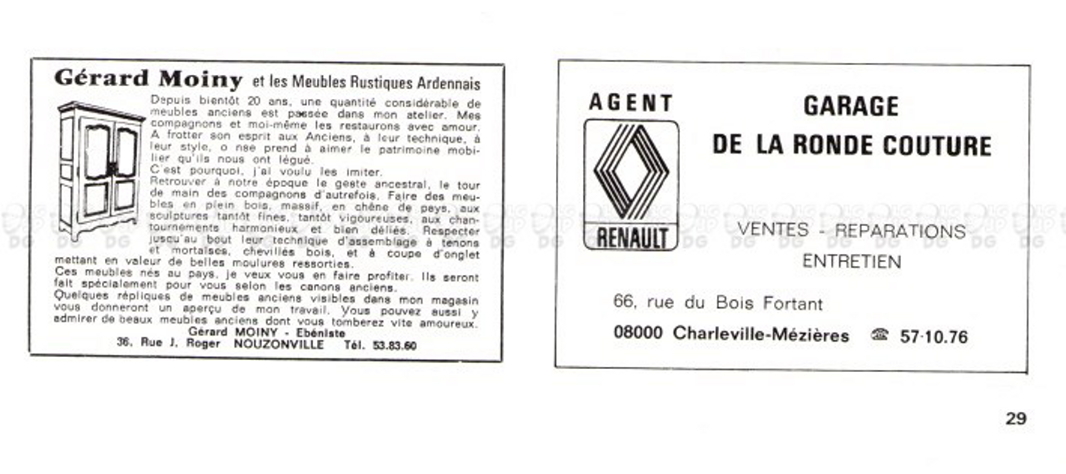 Gérard Moiny et les Meubles Rustiques Ardennais
Depuis bientôt 20 ans, une quantité considérable de
meubles anciens est passée dans mon atelier. Mes
compagnons et moi-même les restaurons avec amour.
A frotter son esprit aux Anciens, à leur technique, à
leur style, o nse prend à aimer le patrimoine mobi-
lier qu'ils nous ont légué.
C'est pourquoi, j'ai voulu les imiter.
Retrouver à notre époque le geste ancestral, le tour
de main des compagnons d'autrefois. Faire des meu-
bles en plein bois, massif, en chêne de pays, aux
sculptures tantôt fines, tantôt vigoureuses, aux chan-
tournements harmonieux et bien déliés. Respecter
jusqu'au bout leur technique d'assemblage à tenons
et mortaises, chevillés bois, et à coupe d'onglet
mettant en valeur de belles moulures ressorties.
Ces meubles nés au pays, je veux vous en faire profiter. Ils seront
fait spécialement pour vous selon les canons anciens.
Quelques répliques de meubles anciens visibles dans mon magasin
vous donneront un aperçu de mon travail. Vous pouvez aussi y
admirer de beaux meubles anciens dont vous tomberez vite amoureux.
Gérard MOINY - Ebéniste
36, Rue J. Roger NOUZONVILLE Tél. 53.83.60
AGENT
RENAULT
GARAGE
DE LA RONDE COUTURE
VENTES - REPARATIONS
ENTRETIEN
66, rue du Bois Fortant
08000 Charleville-Mézières ☎ 57-10.76
29